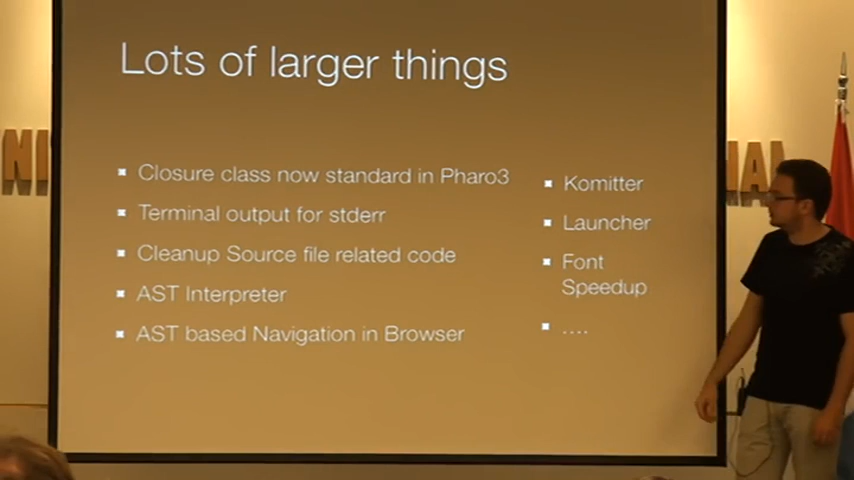 Lots of larger things
Closure class now standard in Pharo3
Terminal output for stderr
Cleanup Source file related code
AST Interpreter
AST based Navigation in Browser
Komitter
Launcher
Font
Speedup
....